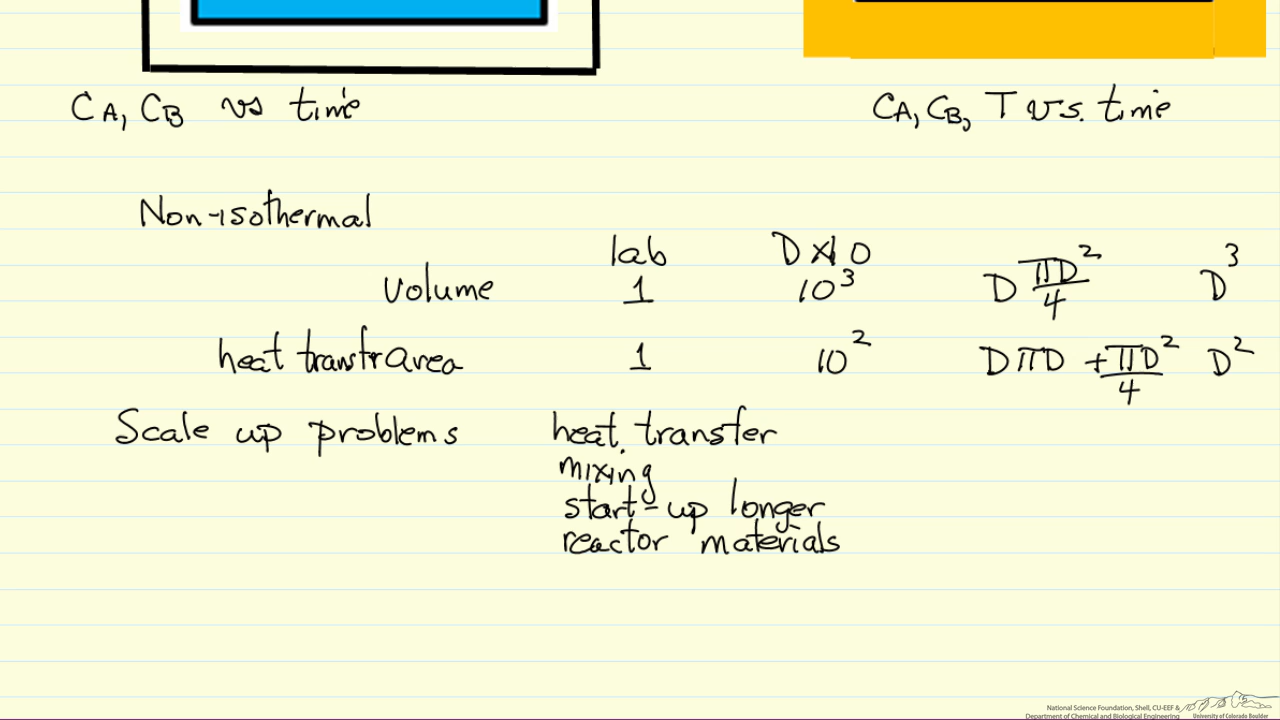 CA, CB vs time
CA, CB, T vs. time
Non-isothermal
lab D x 10
volume 1 10³ D πD²/4 D³
heat transfr area 1 10² DπD + πD²/4 D²
Scale up problems heat transfer
mixing
start-up longer
reactor materials
National Science Foundation, Shell, CU-EEF &
Department of Chemical and Biological Engineering University of Colorado Boulder